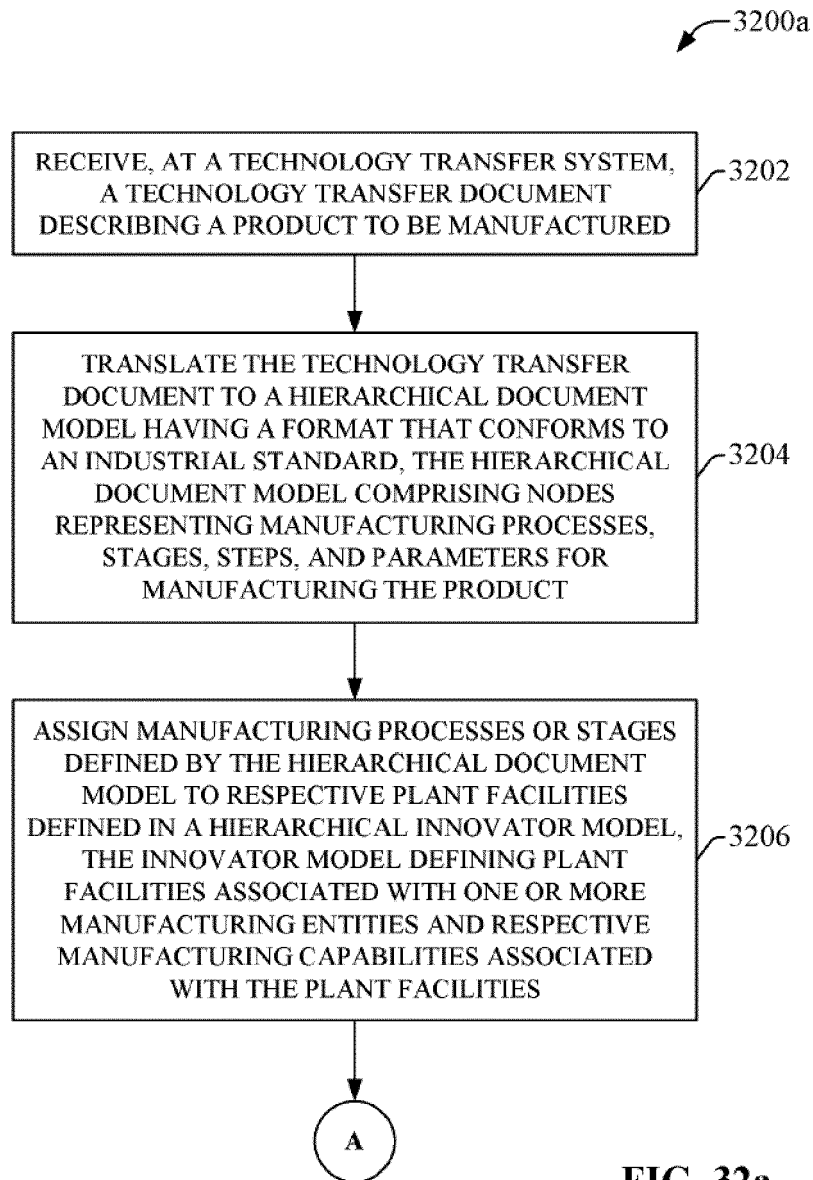 3200a
RECEIVE, AT A TECHNOLOGY TRANSFER SYSTEM,
A TECHNOLOGY TRANSFER DOCUMENT
DESCRIBING A PRODUCT TO BE MANUFACTURED
3202
TRANSLATE THE TECHNOLOGY TRANSFER
DOCUMENT TO A HIERARCHICAL DOCUMENT
MODEL HAVING A FORMAT THAT CONFORMS TO
AN INDUSTRIAL STANDARD, THE HIERARCHICAL
DOCUMENT MODEL COMPRISING NODES
REPRESENTING MANUFACTURING PROCESSES,
STAGES, STEPS, AND PARAMETERS FOR
MANUFACTURING THE PRODUCT
3204
ASSIGN MANUFACTURING PROCESSES OR STAGES
DEFINED BY THE HIERARCHICAL DOCUMENT
MODEL TO RESPECTIVE PLANT FACILITIES
DEFINED IN A HIERARCHICAL INNOVATOR MODEL,
THE INNOVATOR MODEL DEFINING PLANT
FACILITIES ASSOCIATED WITH ONE OR MORE
MANUFACTURING ENTITIES AND RESPECTIVE
MANUFACTURING CAPABILITIES ASSOCIATED
WITH THE PLANT FACILITIES
3206
A
FIG. 32a